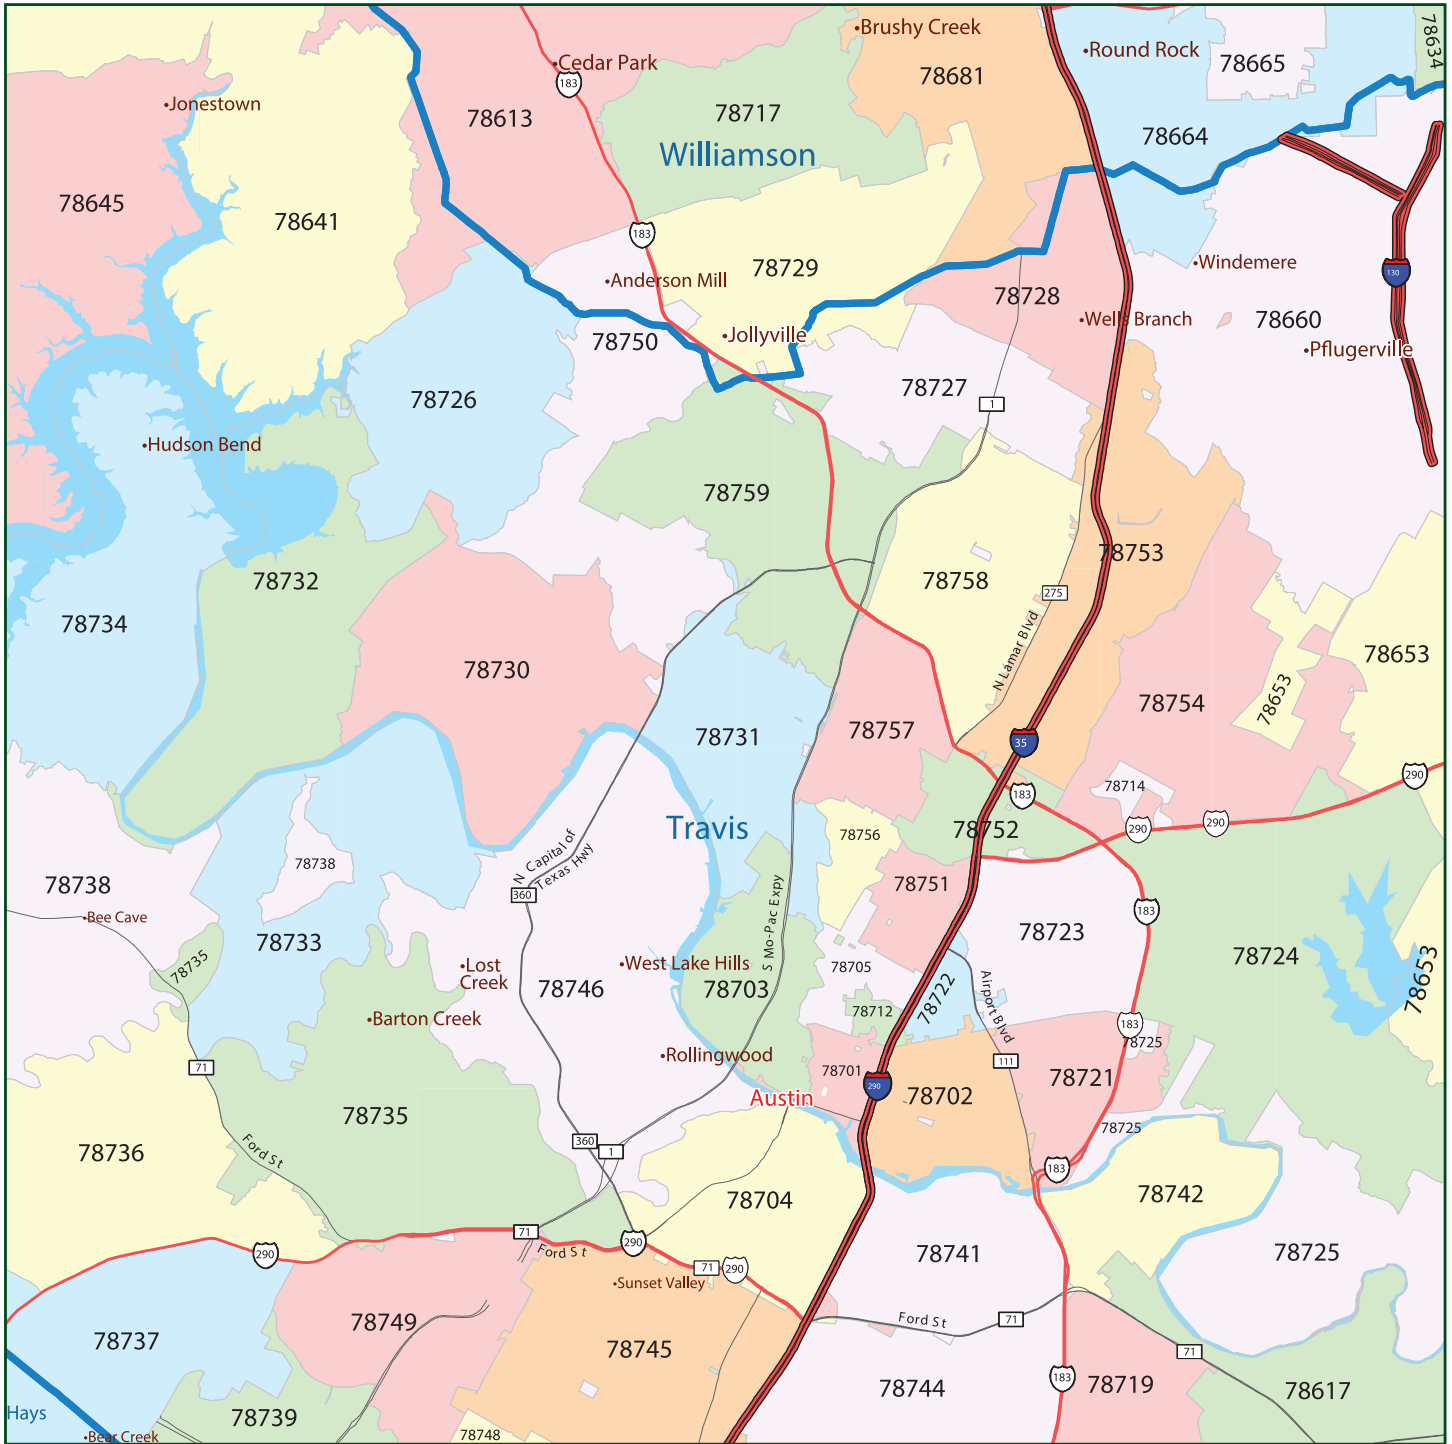 •Brushy Creek
•Round Rock
78634
•Cedar Park
78665
78681
183
•Jonestown
78613
78717
78664
Williamson
78645
78641
183
•Windemere
78729
130
•Anderson Mill
78728
•Wells Branch
78660
•Jollyville
78750
•Pflugerville
78727
78726
1
•Hudson Bend
78759
78753
78732
78758
275
78734
N Lamar Blvd
78653
78730
78653
78754
78731
78757
35
290
78714
183
Travis
78752
290
290
78756
N Capital of
Texas Hwy
78738
78738
78751
360
183
•Bee Cave
S Mo-Pac Expy
78733
78723
78724
78735
•Lost
Creek
•West Lake Hills
78705
78653
78746
78703
78722
Airport Blvd
78712
•Barton Creek
183
78725
•Rollingwood
111
71
78701
78721
290
78702
Austin
78735
78725
360
1
78736
Ford St
183
78704
78742
71
290
Ford St
290
78741
78725
71
290
•Sunset Valley
Ford St
71
78749
78737
78745
71
183
78744
78719
78617
Hays
78739
•Bear Creek
78748